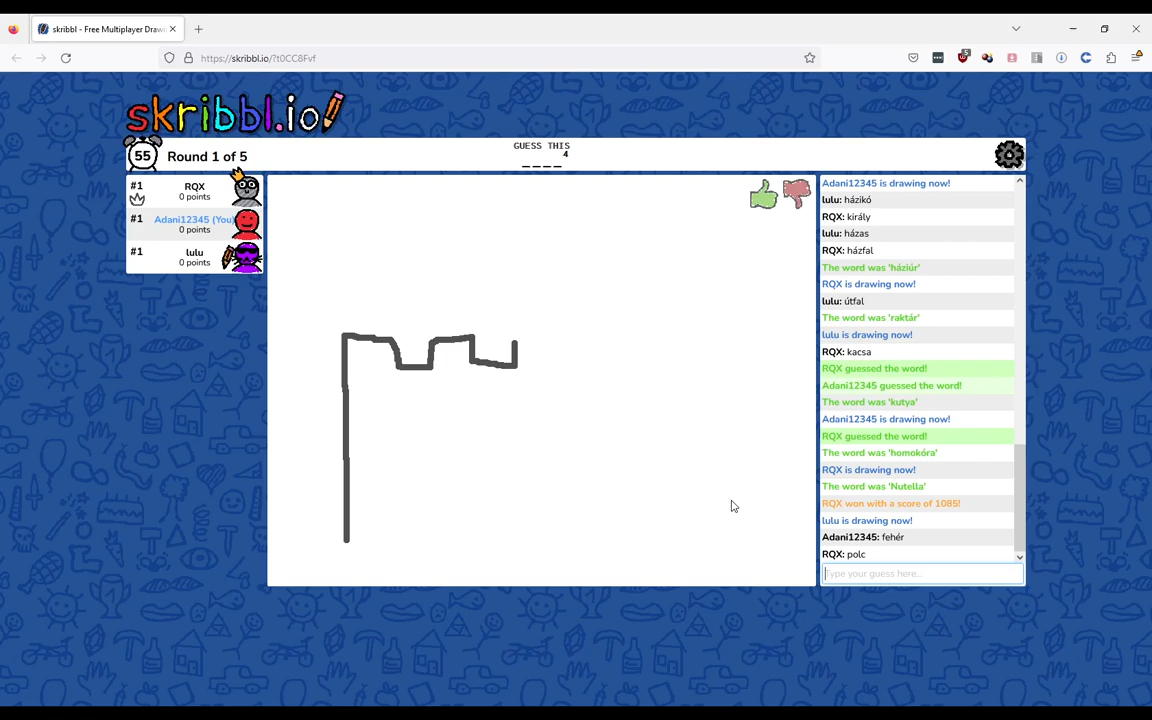 skribbl - Free Multiplayer Drawi
https://skribbl.io/?t0CC8Fvf
5
skribbl.io
55
Round 1 of 5
GUESS THIS
____ 4
#1
RQX
0 points
#1
Adani12345 (You)
0 points
#1
lulu
0 points
Adani12345 is drawing now!
lulu: házikó
RQX: király
lulu: házas
RQX: házfal
The word was 'háziúr'
RQX is drawing now!
lulu: útfal
The word was 'raktár'
lulu is drawing now!
RQX: kacsa
RQX guessed the word!
Adani12345 guessed the word!
The word was 'kutya'
Adani12345 is drawing now!
RQX guessed the word!
The word was 'homokóra'
RQX is drawing now!
The word was 'Nutella'
RQX won with a score of 1085!
lulu is drawing now!
Adani12345: fehér
RQX: polc
Type your guess here...